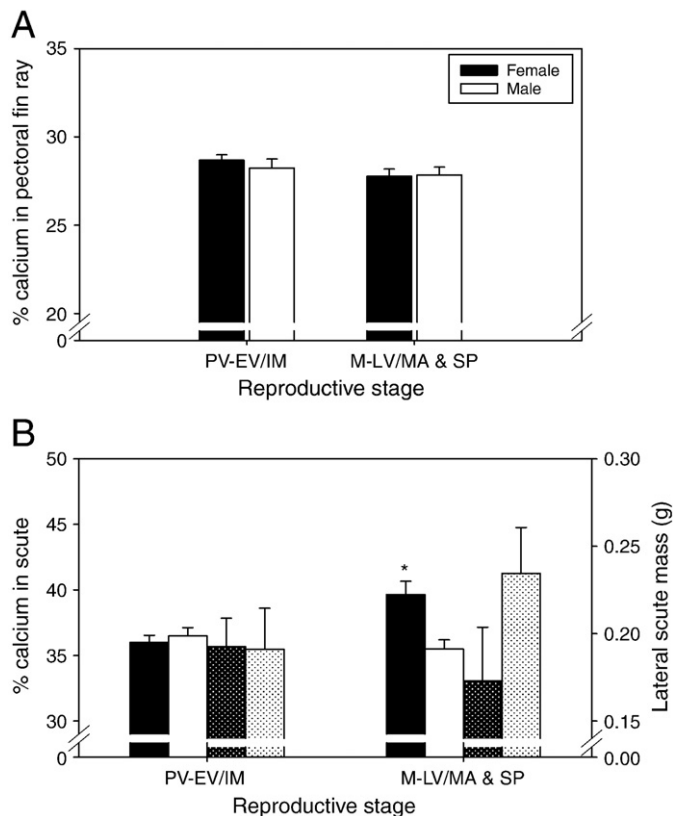 A
35
30
25
20
0
% calcium in pectoral fin ray
Female
Male
PV-EV/IM M-LV/MA & SP
Reproductive stage
B
50
45
40
35
30
0
% calcium in scute
*
0.30
0.25
0.20
0.15
0.00
Lateral scute mass (g)
PV-EV/IM M-LV/MA & SP
Reproductive stage